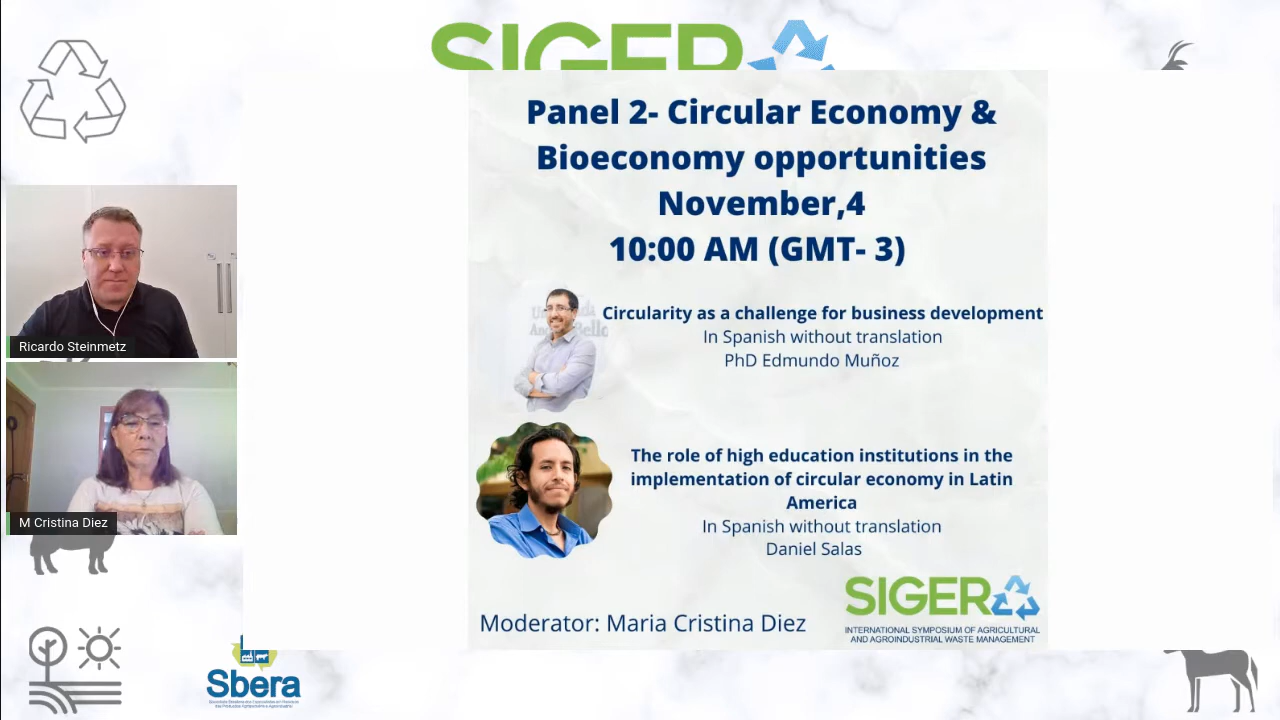 SIGER
Panel 2- Circular Economy &
Bioeconomy opportunities
November,4
10:00 AM (GMT- 3)
Circularity as a challenge for business development
In Spanish without translation
PhD Edmundo Muñoz
Ricardo Steinmetz
The role of high education institutions in the
implementation of circular economy in Latin
America
In Spanish without translation
Daniel Salas
M Cristina Diez
Moderator: Maria Cristina Diez
SIGER
INTERNATIONAL SYMPOSIUM OF AGRICULTURAL
AND AGROINDUSTRIAL WASTE MANAGEMENT
Sbera